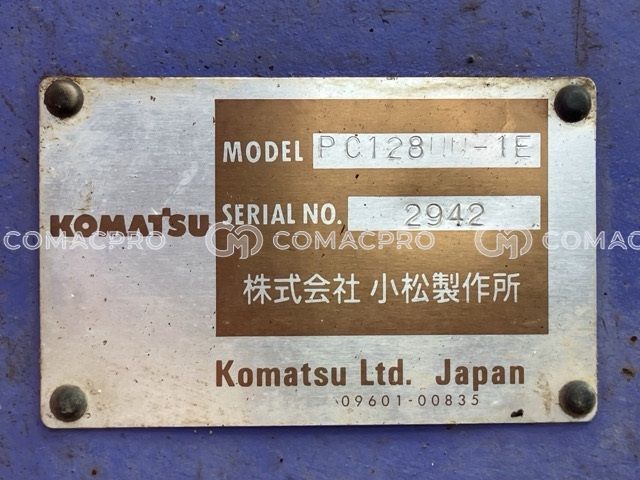 MODEL PC128UU-1E
KOMATSU SERIAL NO. 2942
COMACPRO COMACPRO COMACPRO
株式会社 小松製作所
Komatsu Ltd. Japan
09601-00835